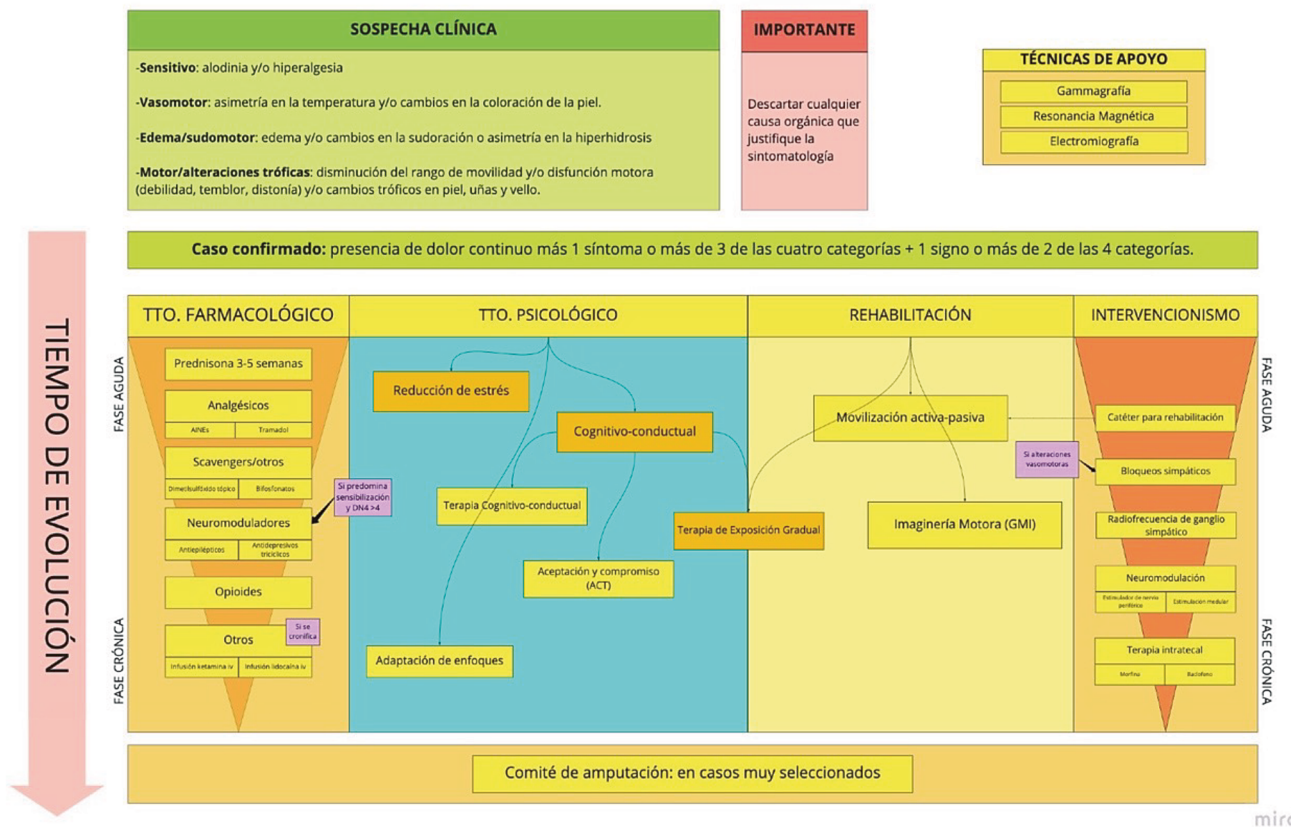 SOSPECHA CLÍNICA
-Sensitivo: alodinia y/o hiperalgesia
-Vasomotor: asimetría en la temperatura y/o cambios en la coloración de la piel.
-Edema/sudomotor: edema y/o cambios en la sudoración o asimetría en la hiperhidrosis
-Motor/alteraciones tróficas: disminución del rango de movilidad y/o disfunción motora
(debilidad, temblor, distonía) y/o cambios tróficos en piel, uñas y vello.
IMPORTANTE
Descartar cualquier
causa orgánica que
justifique la
sintomatología
TÉCNICAS DE APOYO
Gammagrafía
Resonancia Magnética
Electromiografía
TIEMPO DE EVOLUCIÓN
Caso confirmado: presencia de dolor continuo más 1 síntoma o más de 3 de las cuatro categorías + 1 signo o más de 2 de las 4 categorías.
FASE AGUDA
FASE CRÓNICA
TTO. FARMACOLÓGICO
Prednisona 3-5 semanas
Analgésicos
AINEs
Tramadol
Scavengers/otros
Dimetilsulfóxido tópico
Bifosfonatos
Si predomina
sensibilización
y DN4 >4
Neuromoduladores
Antiepilépticos
Antidepresivos
tricíclicos
Opioides
Si se
cronifica
Otros
Infusión ketamina iv
Infusión lidocaína iv
TTO. PSICOLÓGICO
Reducción de estrés
Cognitivo-conductual
Terapia Cognitivo-conductual
Terapia de Exposición Gradual
Aceptación y compromiso
(ACT)
Adaptación de enfoques
REHABILITACIÓN
Movilización activa-pasiva
Imaginería Motora (GMI)
INTERVENCIONISMO
Catéter para rehabilitación
Si alteraciones
vasomotoras
Bloqueos simpáticos
Radiofrecuencia de ganglio
simpático
Neuromodulación
Estimulador de nervio
periférico
Estimulación medular
Terapia intratecal
Morfina
Baclofeno
FASE AGUDA
FASE CRÓNICA
Comité de amputación: en casos muy seleccionados
miro